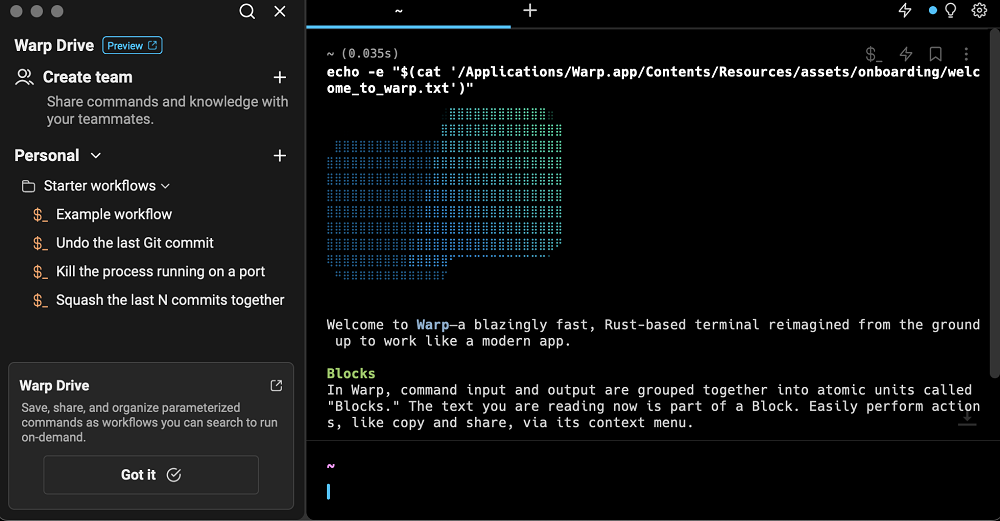 Warp Drive Preview
Create team
Share commands and knowledge with
your teammates.
Personal
Starter workflows
$_ Example workflow
$_ Undo the last Git commit
$_ Kill the process running on a port
$_ Squash the last N commits together
Warp Drive
Save, share, and organize parameterized
commands as workflows you can search to run
on-demand.
Got it
~
~ (0.035s)
$_
echo -e "$(cat '/Applications/Warp.app/Contents/Resources/assets/onboarding/welc
ome_to_warp.txt')"
Welcome to Warp—a blazingly fast, Rust-based terminal reimagined from the ground
up to work like a modern app.
Blocks
In Warp, command input and output are grouped together into atomic units called
"Blocks." The text you are reading now is part of a Block. Easily perform action
s, like copy and share, via its context menu.
~